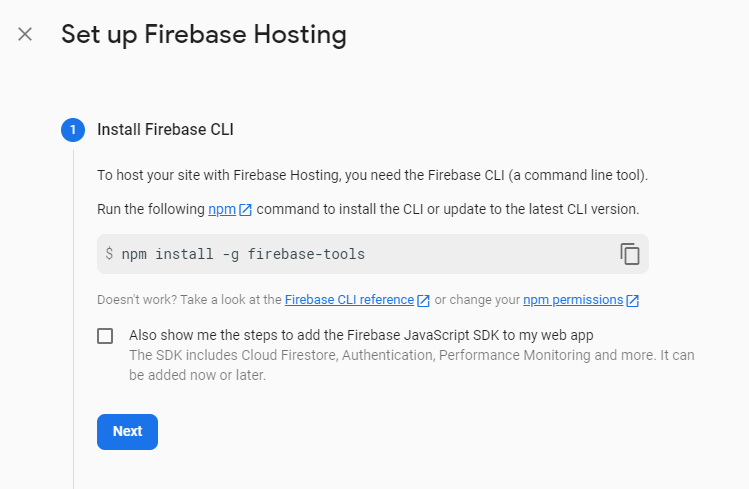 Set up Firebase Hosting
1 Install Firebase CLI
To host your site with Firebase Hosting, you need the Firebase CLI (a command line tool).
Run the following npm command to install the CLI or update to the latest CLI version.
$ npm install -g firebase-tools
Doesn't work? Take a look at the Firebase CLI reference or change your npm permissions
Also show me the steps to add the Firebase JavaScript SDK to my web app
The SDK includes Cloud Firestore, Authentication, Performance Monitoring and more. It can
be added now or later.
Next